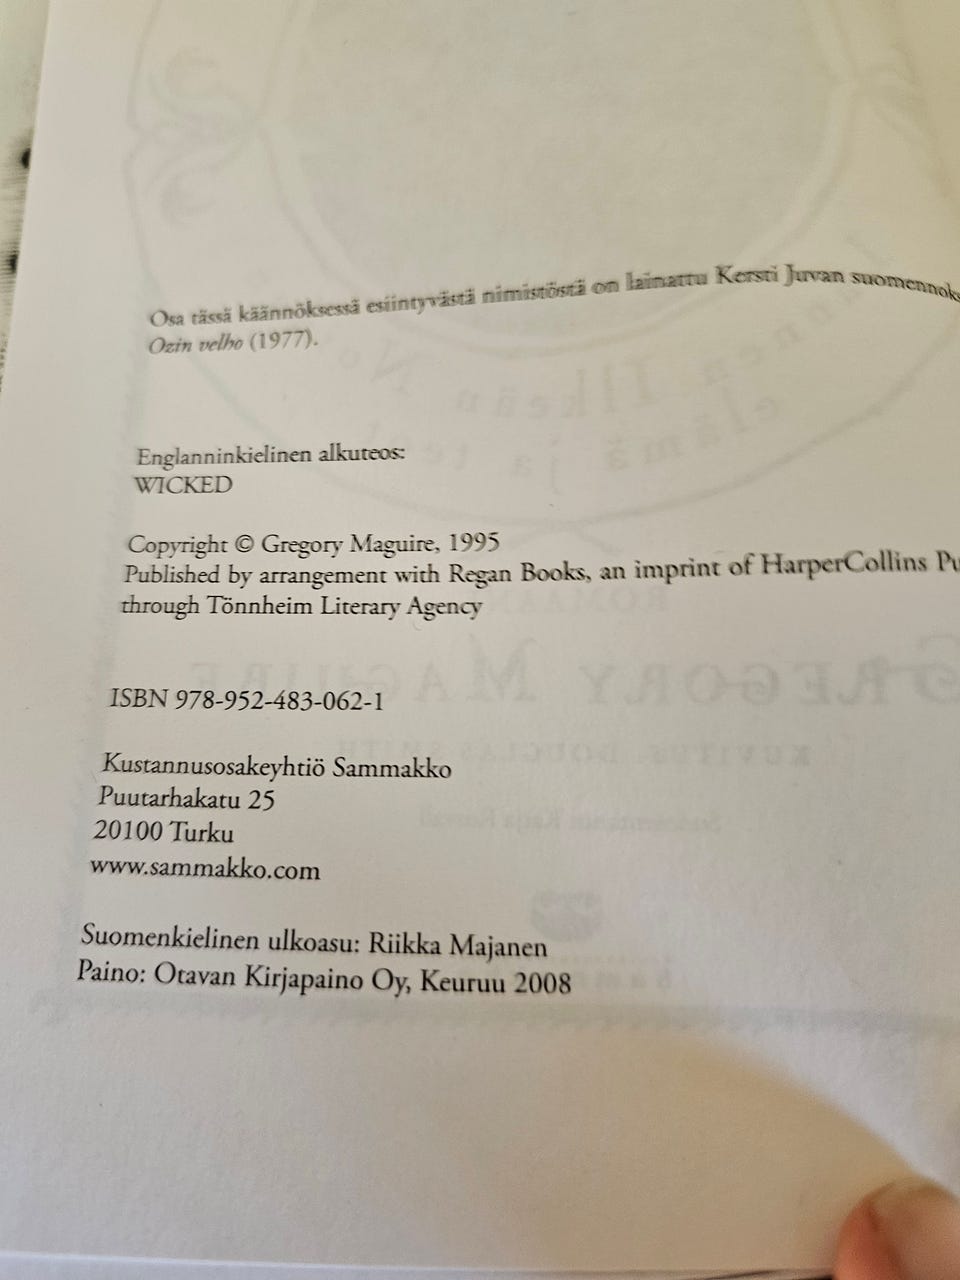 Osa tässä käännöksessä esiintyvästä nimistöstä on lainattu Kersti Juvan suomennoks
Ozin velho (1977).
Englanninkielinen alkuteos:
WICKED
Copyright © Gregory Maguire, 1995
Published by arrangement with Regan Books, an imprint of HarperCollins Pu
through Tönnheim Literary Agency
ISBN 978-952-483-062-1
Kustannusosakeyhtiö Sammakko
Puutarhakatu 25
20100 Turku
www.sammakko.com
Suomenkielinen ulkoasu: Riikka Majanen
Paino: Otavan Kirjapaino Oy, Keuruu 2008